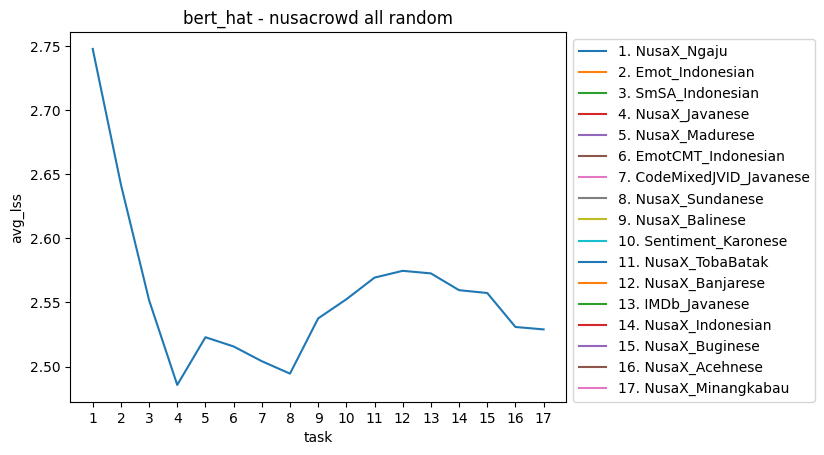 bert_hat - nusacrowd all random
2.75
2.70
2.65
2.60
2.55
2.50
avg_lss
1 2 3 4 5 6 7 8 9 10 11 12 13 14 15 16 17
task
1. NusaX_Ngaju
2. Emot_Indonesian
3. SmSA_Indonesian
4. NusaX_Javanese
5. NusaX_Madurese
6. EmotCMT_Indonesian
7. CodeMixedJVID_Javanese
8. NusaX_Sundanese
9. NusaX_Balinese
10. Sentiment_Karonese
11. NusaX_TobaBatak
12. NusaX_Banjarese
13. IMDb_Javanese
14. NusaX_Indonesian
15. NusaX_Buginese
16. NusaX_Acehnese
17. NusaX_Minangkabau